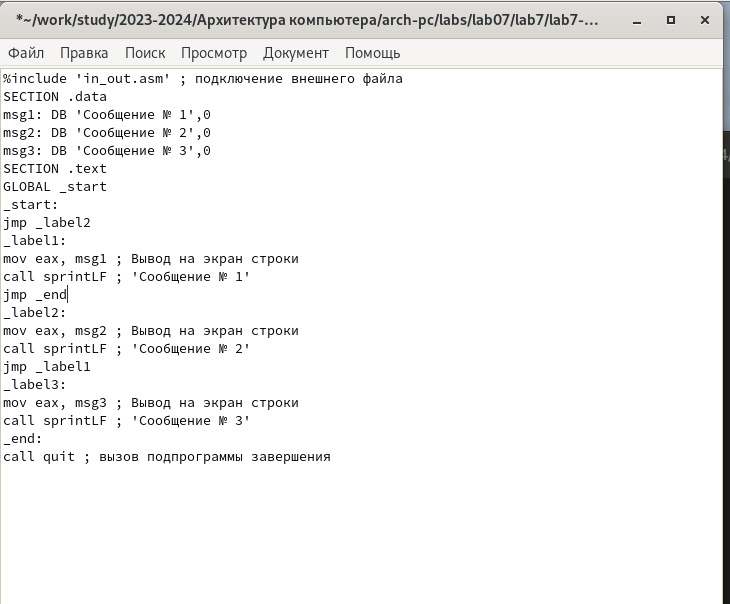 *~/work/study/2023-2024/Архитектура компьютера/arch-pc/labs/lab07/lab7/lab7-...
Файл Правка Поиск Просмотр Документ Помощь
%include 'in_out.asm' ; подключение внешнего файла
SECTION .data
msg1: DB 'Сообщение № 1',0
msg2: DB 'Сообщение № 2',0
msg3: DB 'Сообщение № 3',0
SECTION .text
GLOBAL _start
_start:
jmp _label2
_label1:
mov eax, msg1 ; Вывод на экран строки
call sprintLF ; 'Сообщение № 1'
jmp _end
_label2:
mov eax, msg2 ; Вывод на экран строки
call sprintLF ; 'Сообщение № 2'
jmp _label1
_label3:
mov eax, msg3 ; Вывод на экран строки
call sprintLF ; 'Сообщение № 3'
_end:
call quit ; вызов подпрограммы завершения